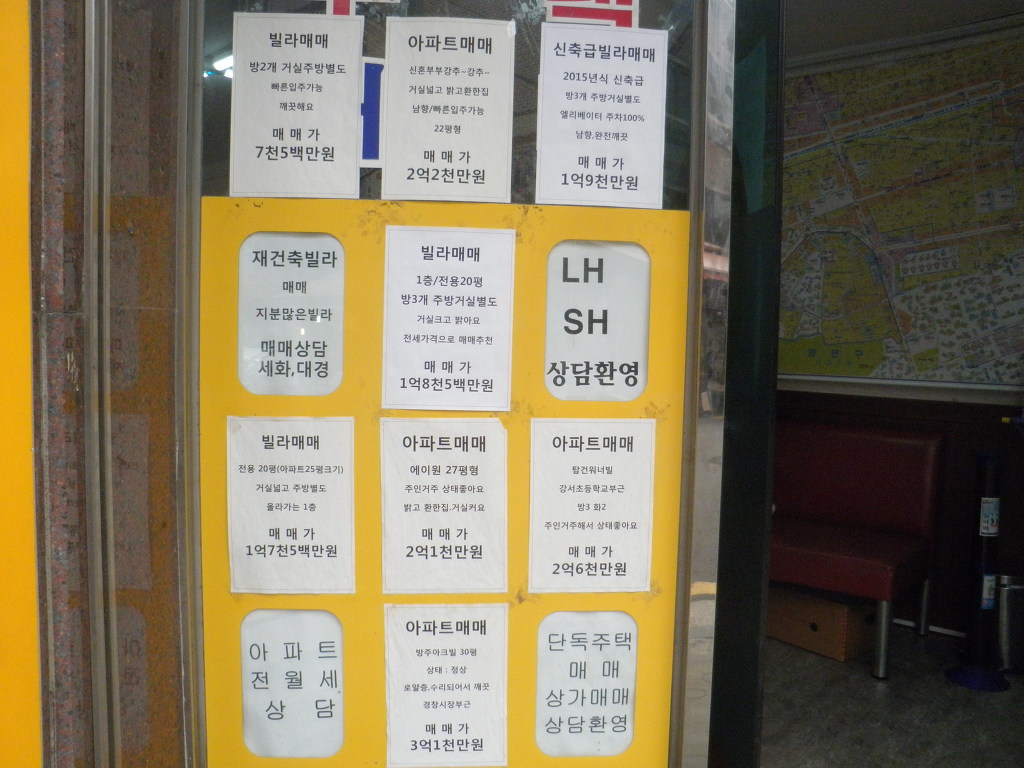 빌라매매
방2개 거실주방별도
빠른입주가능
깨끗해요
매 매 가
7천5백만원
아파트매매
신혼부부강추~강추~
거실넓고 밝고환한집
남향/빠른입주가능
22평형
매 매 가
2억2천만원
신축급빌라매매
2015년식 신축급
방3개 주방거실별도
엘리베이터 주차100%
남향,완전깨끗
매 매 가
1억9천만원
재건축빌라
매매
지분많은빌라
매매상담
세화,대경
빌라매매
1층/전용20평
방3개 주방거실별도
거실크고 밝아요
전세가격으로 매매추천
매 매 가
1억8천5백만원
LH
SH
상담환영
빌라매매
전용 20평(아파트25평크기)
거실넓고 주방별도
올라가는 1층
매 매 가
1억7천5백만원
아파트매매
에이원 27평형
주인거주 상태좋아요
밝고 환한집.거실커요
매 매 가
2억1천만원
아파트매매
탑건워너빌
강서초등학교부근
방3 화2
주인거주해서 상태좋아요
매 매 가
2억6천만원
아 파 트
전 월 세
상 담
아파트매매
방주아크빌 30평
상태 : 정상
로얄층,수리되어서 깨끗
경창시장부근
매 매 가
3억1천만원
단독주택
매 매
상가매매
상담환영
양천구